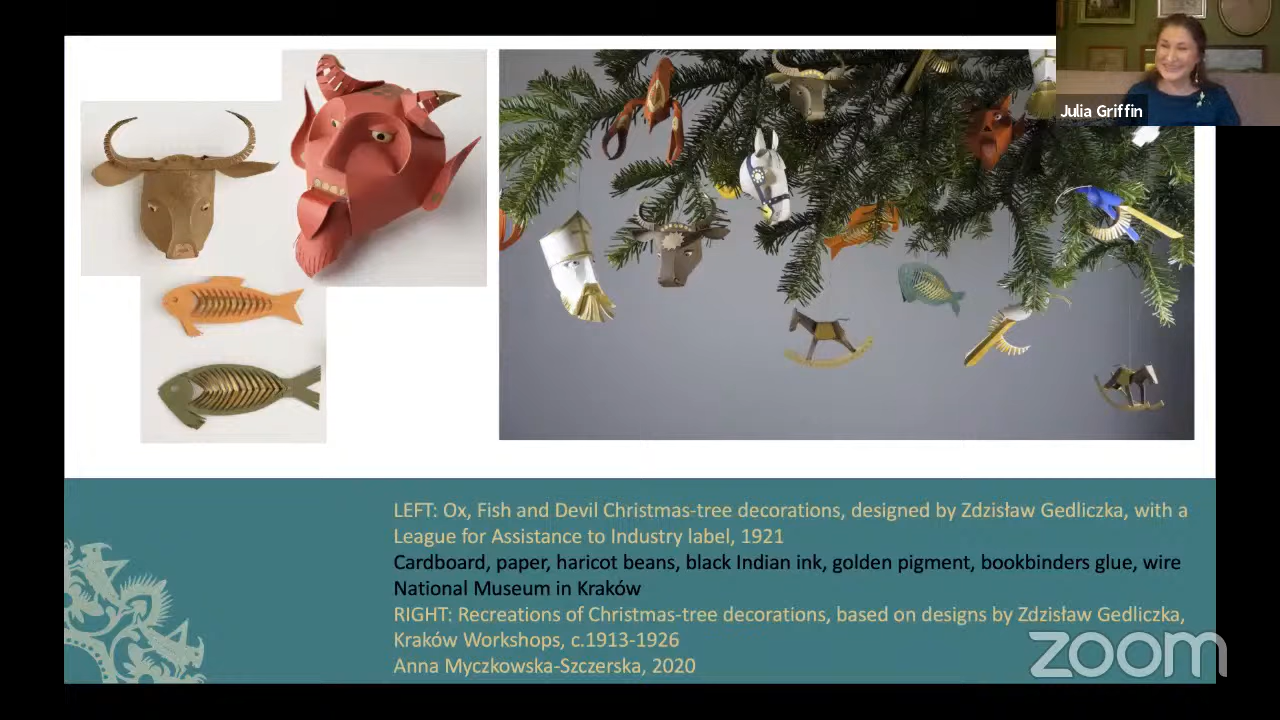 Julia Griffin
LEFT: Ox, Fish and Devil Christmas-tree decorations, designed by Zdzisław Gedliczka, with a
League for Assistance to Industry label, 1921
Cardboard, paper, haricot beans, black Indian ink, golden pigment, bookbinders glue, wire
National Museum in Kraków
RIGHT: Recreations of Christmas-tree decorations, based on designs by Zdzisław Gedliczka,
Kraków Workshops, c.1913-1926
Anna Myczkowska-Szczerska, 2020
zoom